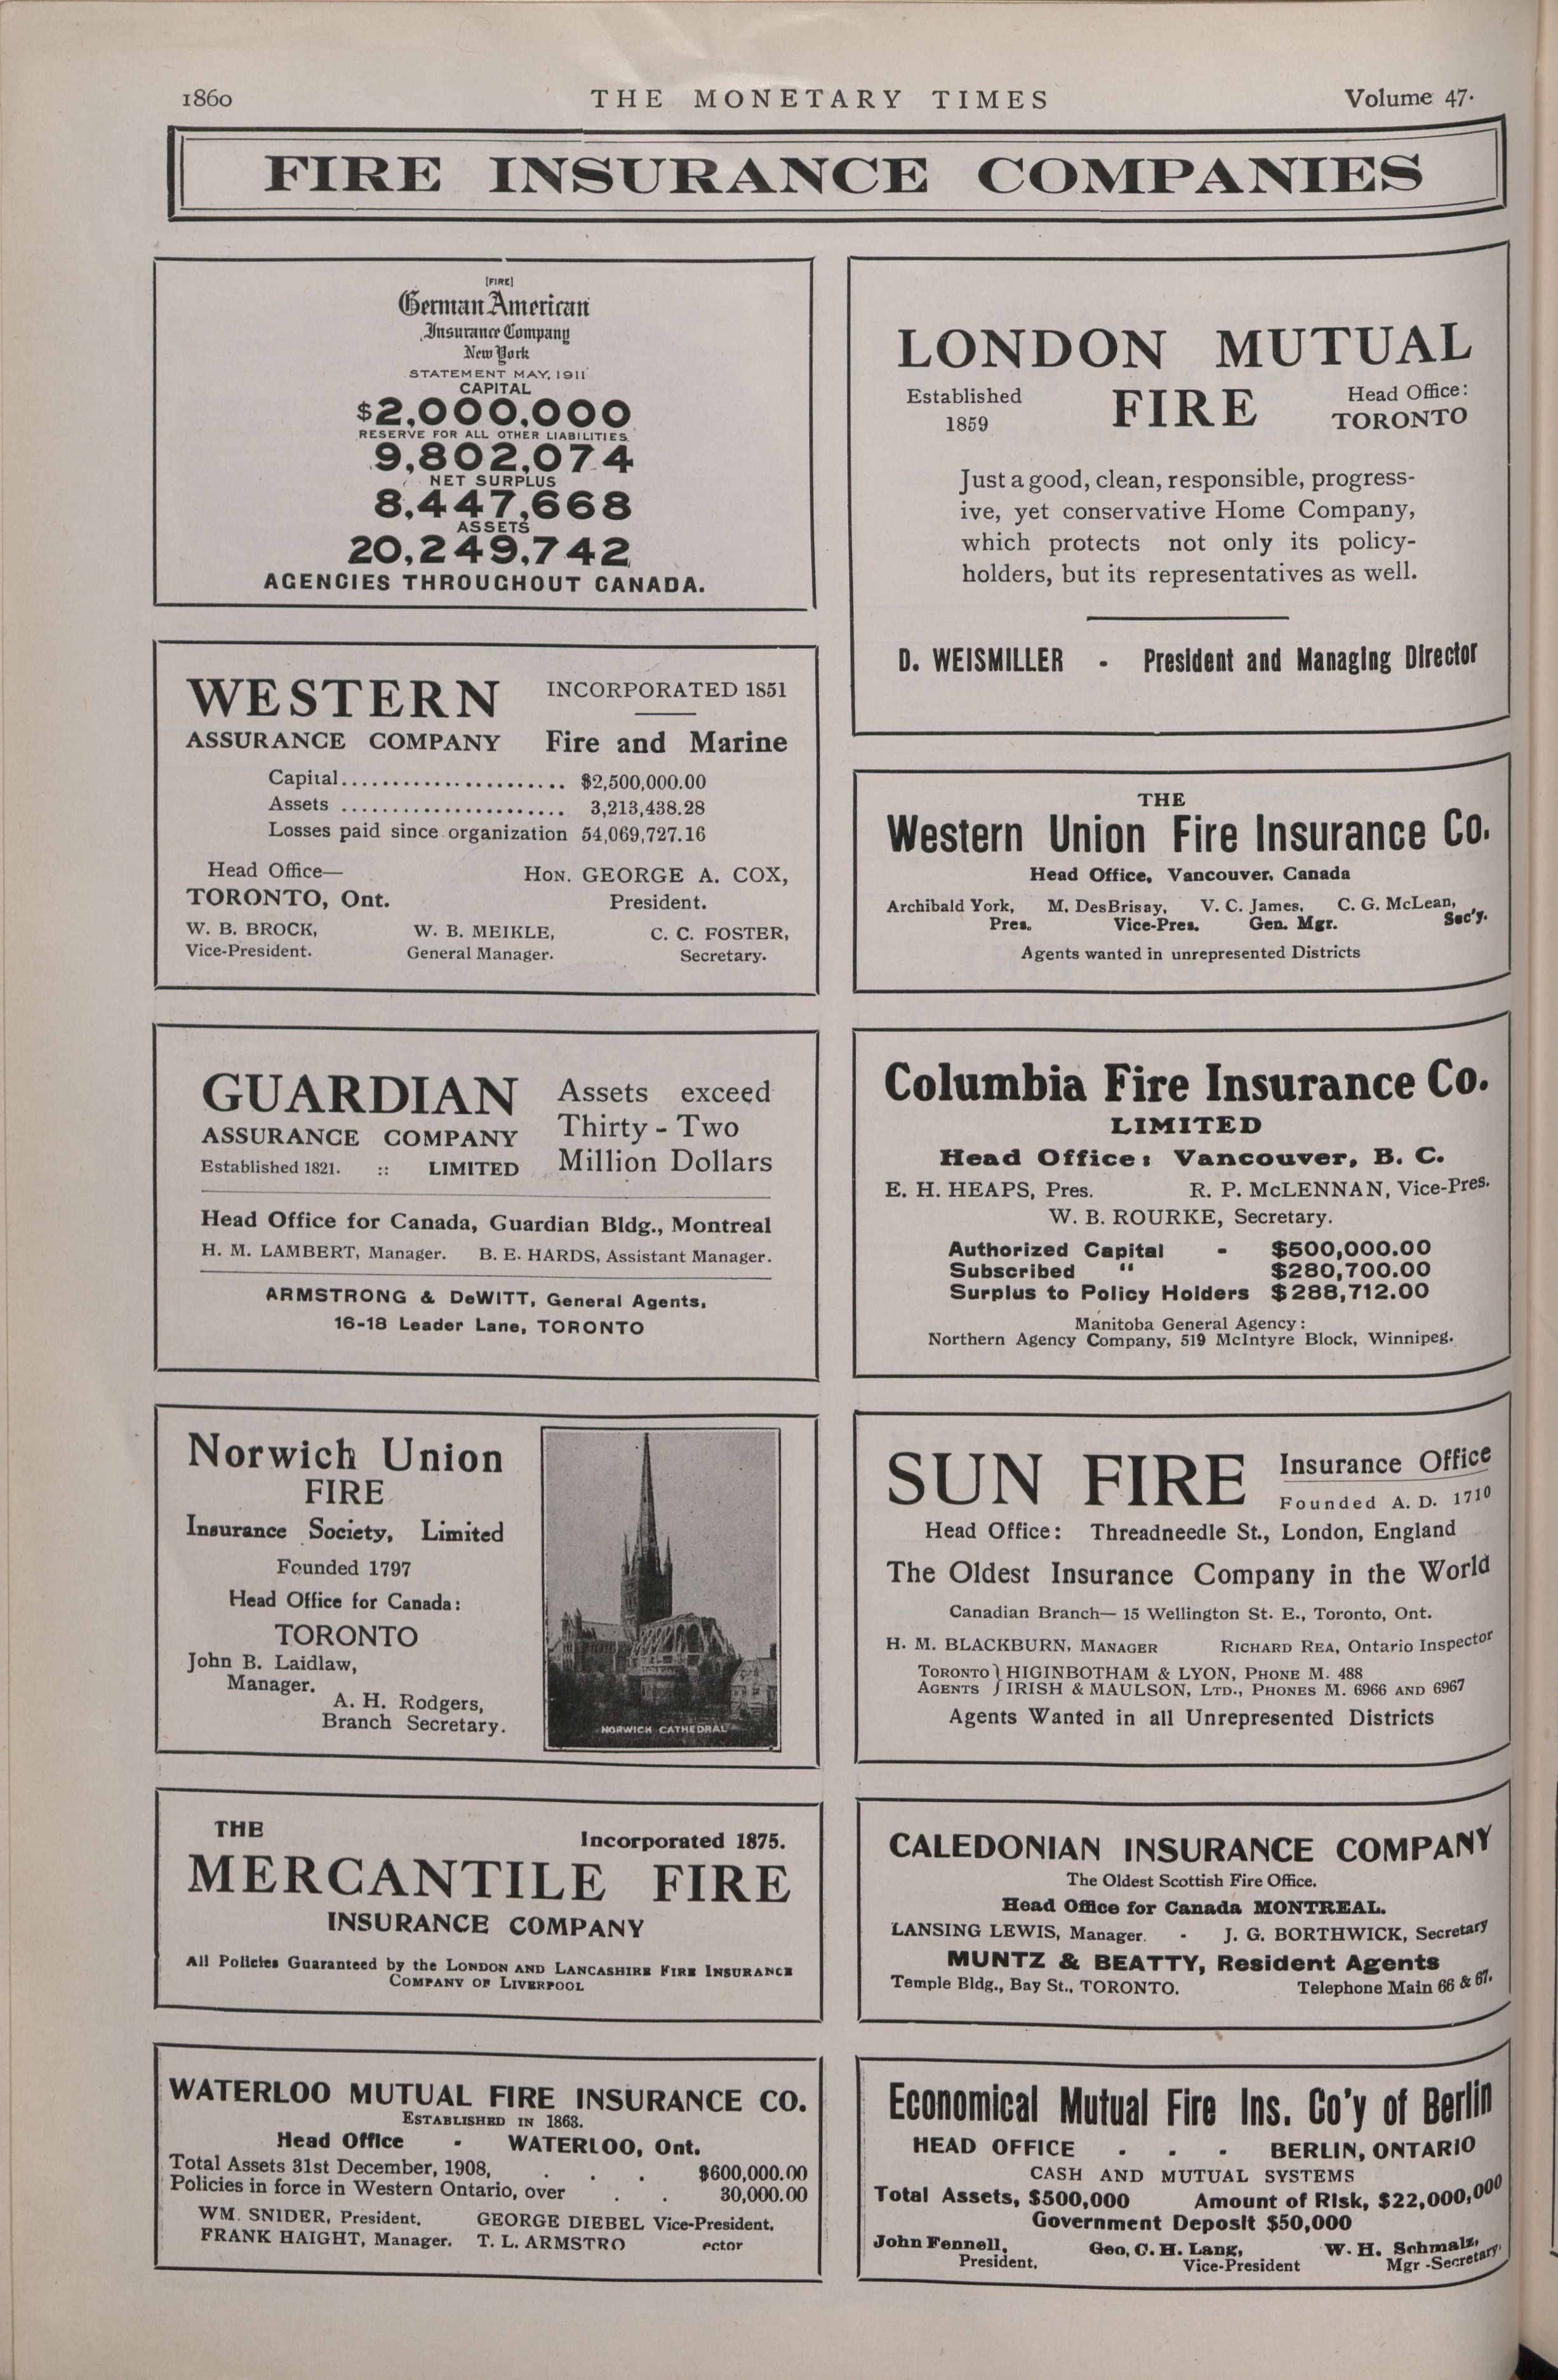 1860
THE MONETARY TIMES
Volume 47.
FIRE INSURANCE COMPANIES
[FIRE]
German American
Insurance Company
New York
STATEMENT MAY, 1911
CAPITAL
$2,000,000
RESERVE FOR ALL OTHER LIABILITIES
9,802,074
NET SURPLUS
8,447,668
ASSETS
20,249,742
AGENCIES THROUGHOUT CANADA.
WESTERN INCORPORATED 1851
ASSURANCE COMPANY Fire and Marine
Capital...................... $2,500,000.00
Assets ...................... 3,213,438.28
Losses paid since organization 54,069,727.16
Head Office— HON. GEORGE A. COX,
TORONTO, Ont. President.
W. B. BROCK, W. B. MEIKLE, C. C. FOSTER,
Vice-President. General Manager. Secretary.
GUARDIAN Assets exceed
ASSURANCE COMPANY Thirty-Two
Established 1821. :: LIMITED Million Dollars
Head Office for Canada, Guardian Bldg., Montreal
H. M. LAMBERT, Manager. B. E. HARDS, Assistant Manager.
ARMSTRONG & DeWITT, General Agents,
16-18 Leader Lane, TORONTO
Norwich Union
FIRE
Insurance Society, Limited
Founded 1797
Head Office for Canada:
TORONTO
John B. Laidlaw,
Manager.
A. H. Rodgers,
Branch Secretary.
NORWICH CATHEDRAL
THE Incorporated 1875.
MERCANTILE FIRE
INSURANCE COMPANY
All Policies Guaranteed by the LONDON AND LANCASHIRE FIRE INSURANCE
COMPANY OF LIVERPOOL
WATERLOO MUTUAL FIRE INSURANCE CO.
ESTABLISHED IN 1863.
Head Office - WATERLOO, Ont.
Total Assets 31st December, 1908, . . . $600,000.00
Policies in force in Western Ontario, over . . 30,000.00
WM. SNIDER, President. GEORGE DIEBEL Vice-President.
FRANK HAIGHT, Manager. T. L. ARMSTRO ector
LONDON MUTUAL
Established FIRE Head Office:
1859 TORONTO
Just a good, clean, responsible, progress-
ive, yet conservative Home Company,
which protects not only its policy-
holders, but its representatives as well.
D. WEISMILLER - President and Managing Director
THE
Western Union Fire Insurance Co.
Head Office, Vancouver, Canada
Archibald York, M. DesBrisay, V. C. James, C. G. McLean,
Pres. Vice-Pres. Gen. Mgr. Sec'y.
Agents wanted in unrepresented Districts
Columbia Fire Insurance Co.
LIMITED
Head Office: Vancouver, B. C.
E. H. HEAPS, Pres. R. P. McLENNAN, Vice-Pres.
W. B. ROURKE, Secretary.
Authorized Capital - $500,000.00
Subscribed " $280,700.00
Surplus to Policy Holders $288,712.00
Manitoba General Agency:
Northern Agency Company, 519 McIntyre Block, Winnipeg.
SUN FIRE Insurance Office
Founded A. D. 1710
Head Office: Threadneedle St., London, England
The Oldest Insurance Company in the World
Canadian Branch— 15 Wellington St. E., Toronto, Ont.
H. M. BLACKBURN, MANAGER RICHARD REA, Ontario Inspector
TORONTO } HIGINBOTHAM & LYON, PHONE M. 488
AGENTS } IRISH & MAULSON, LTD., PHONES M. 6966 AND 6967
Agents Wanted in all Unrepresented Districts
CALEDONIAN INSURANCE COMPANY
The Oldest Scottish Fire Office.
Head Office for Canada MONTREAL.
LANSING LEWIS, Manager. - J. G. BORTHWICK, Secretary
MUNTZ & BEATTY, Resident Agents
Temple Bldg., Bay St., TORONTO. Telephone Main 66 & 67.
Economical Mutual Fire Ins. Co'y of Berlin
HEAD OFFICE - - - BERLIN, ONTARIO
CASH AND MUTUAL SYSTEMS
Total Assets, $500,000 Amount of Risk, $22,000,000
Government Deposit $50,000
John Fennell, Geo. C. H. Lang, W. H. Schmalz,
President. Vice-President Mgr -Secretary.